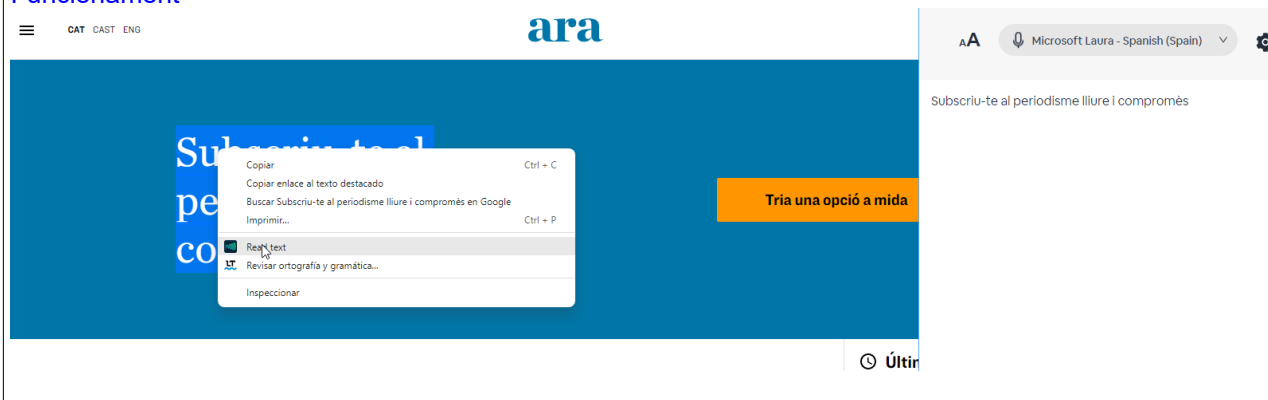 Funcionament
CAT CAST ENG
ara
AA
Microsoft Laura - Spanish (Spain)
Subscriu-te al periodisme lliure i compromès
Subscriu-te al
pe
co
Copiar Ctrl + C
Copiar enlace al texto destacado
Buscar Subscriu-te al periodisme lliure i compromès en Google
Imprimir... Ctrl + P
Read text
LT Revisar ortografía y gramática...
Inspeccionar
Tria una opció a mida
Últim